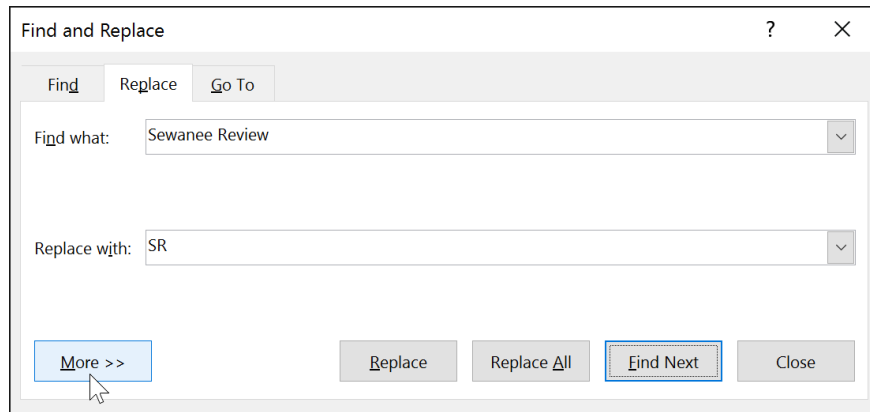 Find and Replace ?
Find Replace Go To
Find what: Sewanee Review
Replace with: SR
More >> Replace Replace All Find Next Close